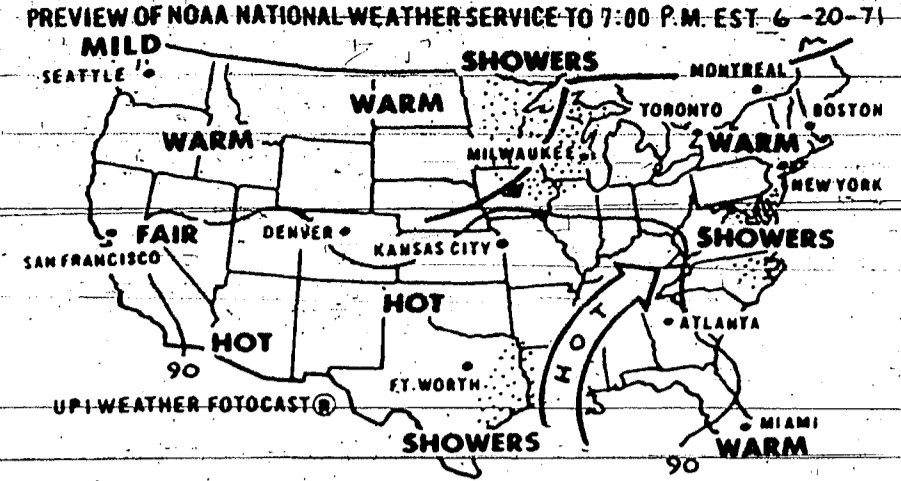 PREVIEW OF NOAA NATIONAL WEATHER SERVICE TO 7:00 P.M. EST 6-20-71
MILD
SEATTLE
SHOWERS
MONTREAL
WARM
TORONTO
BOSTON
WARM
WARM
MILWAUKEE
NEW YORK
FAIR
DENVER
KANSAS CITY
SHOWERS
SAN FRANCISCO
HOT
HOT
ATLANTA
HOT
90
FT. WORTH
UPI WEATHER FOTOCAST ®
MIAMI
SHOWERS
WARM
90